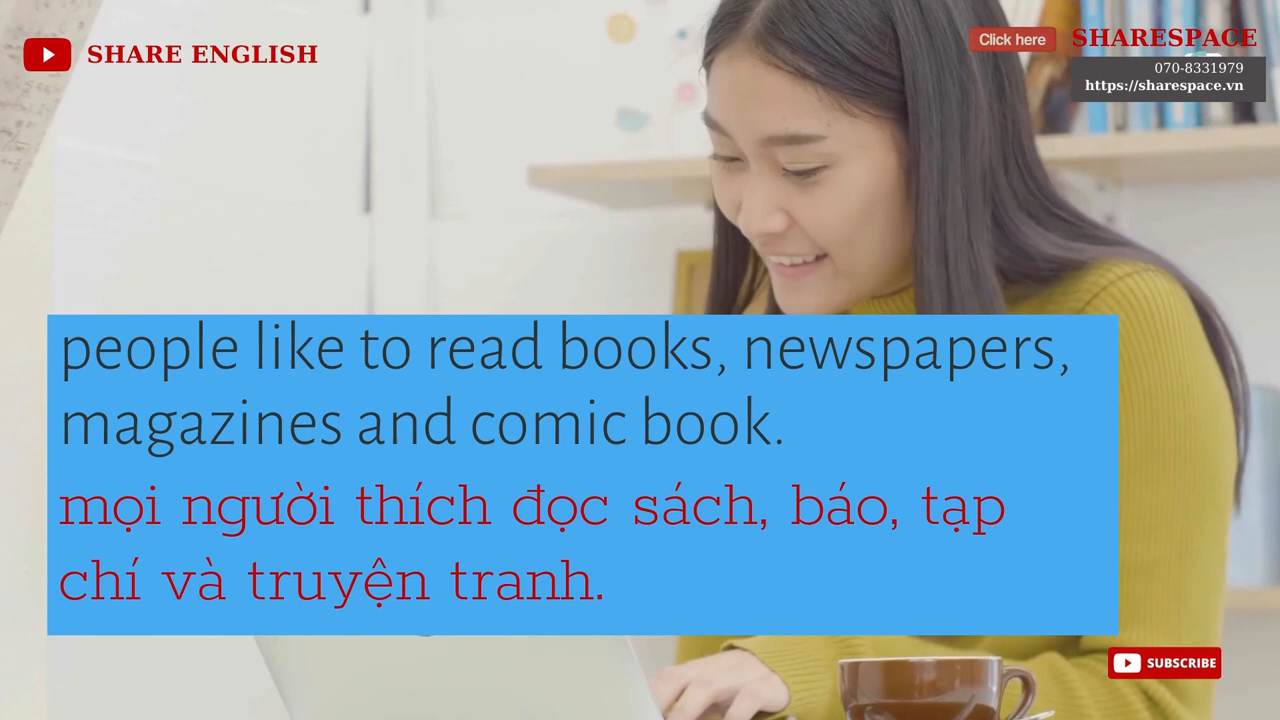 SHARE ENGLISH
Click here
SHARESPACE
070-8331979
https://sharespace.vn
people like to read books, newspapers,
magazines and comic book.
mọi người thích đọc sách, báo, tạp
chí và truyện tranh.
SUBSCRIBE